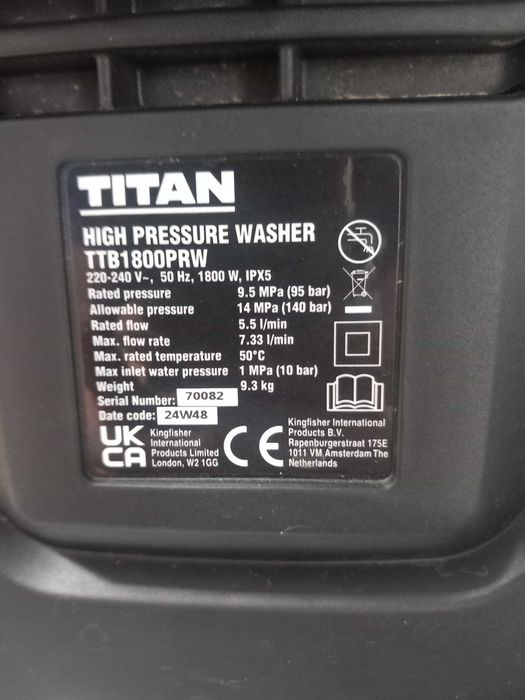 TITAN
HIGH PRESSURE WASHER
TTB1800PRW
220-240 V~, 50 Hz, 1800 W, IPX5
Rated pressure 9.5 MPa (95 bar)
Allowable pressure 14 MPa (140 bar)
Rated flow 5.5 l/min
Max. flow rate 7.33 l/min
Max. rated temperature 50°C
Max inlet water pressure 1 MPa (10 bar)
Weight 9.3 kg
Serial Number: 70082
Date code: 24W48
UK
CA
Kingfisher
International
Products Limited
London, W2 1GG
CE
Kingfisher International
Products B.V.
Rapenburgerstraat 175E
1011 VM Amsterdam The
Netherlands